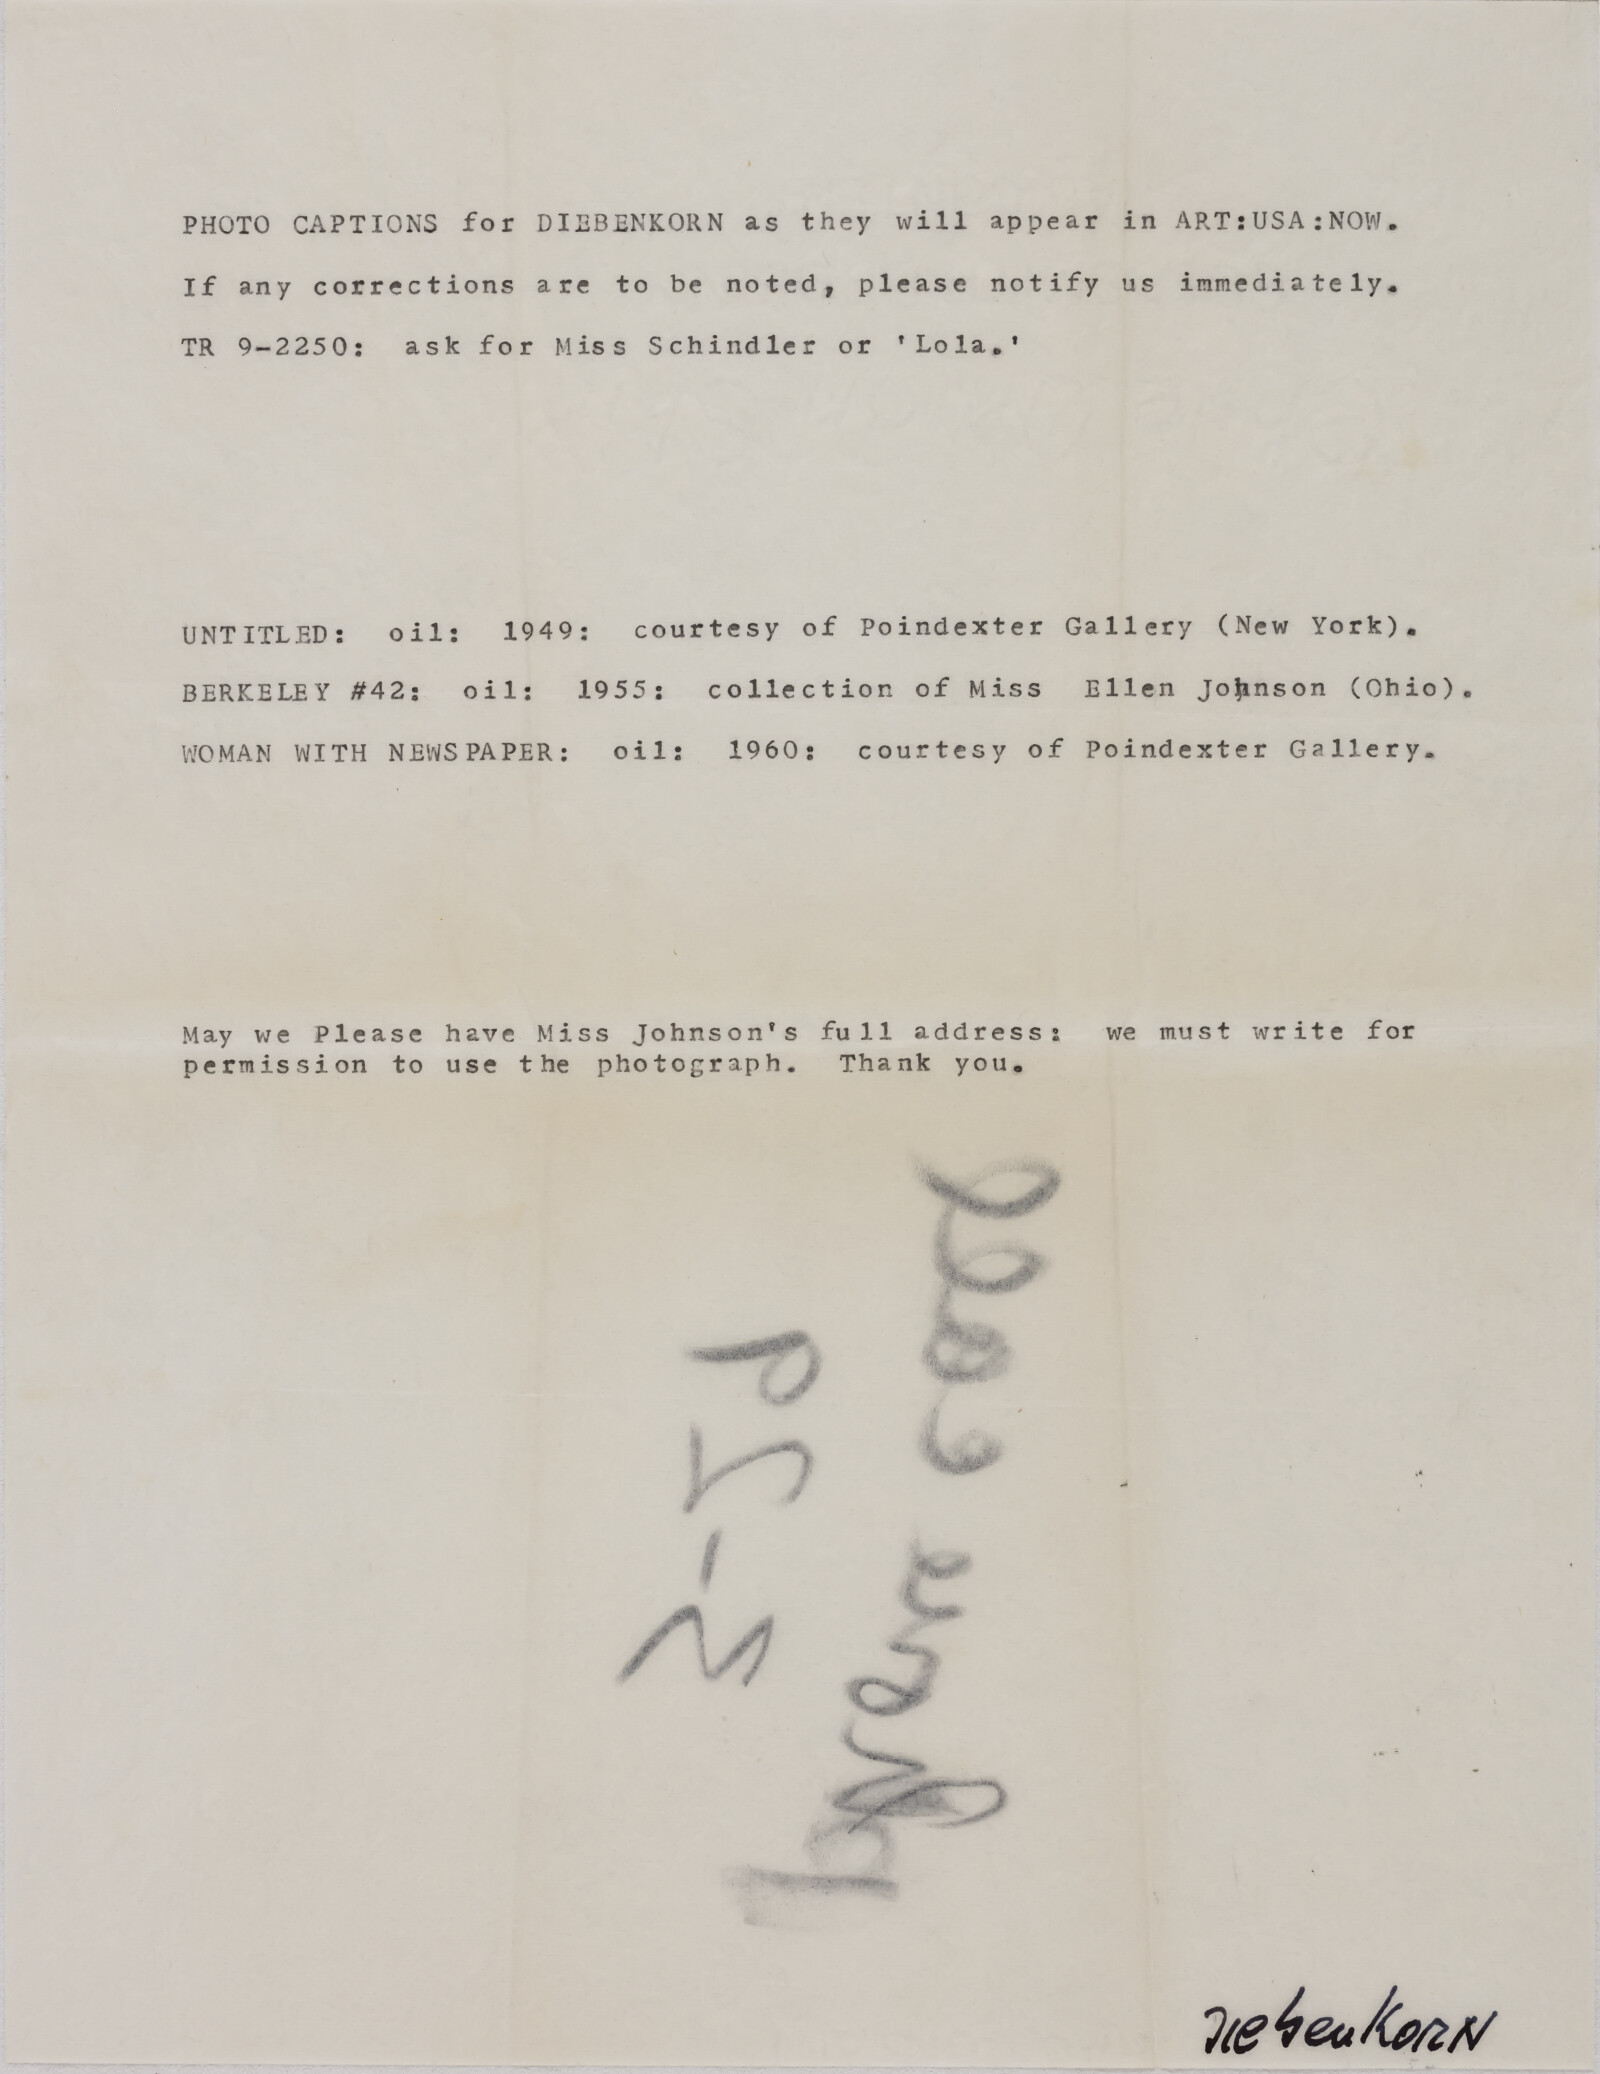 PHOTO CAPTIONS for DIEBENKORN as they will appear in ART:USA:NOW.
If any corrections are to be noted, please notify us immediately.
TR 9-2250: ask for Miss Schindler or 'Lola.'
UNTITLED: oil: 1949: courtesy of Poindexter Gallery (New York).
BERKELEY #42: oil: 1955: collection of Miss Ellen Johnson (Ohio).
WOMAN WITH NEWSPAPER: oil: 1960: courtesy of Poindexter Gallery.
May we Please have Miss Johnson's full address: we must write for
permission to use the photograph. Thank you.
call
DiebenKORN